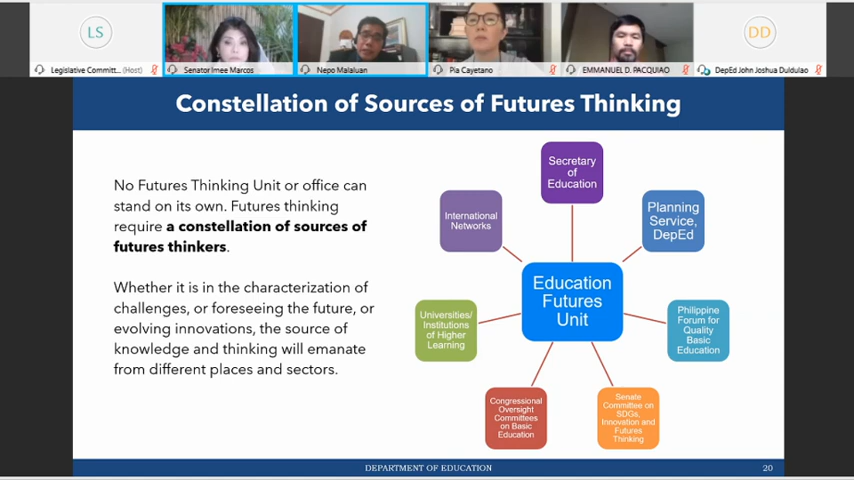 LS
DD
Legislative Committ... (Host)
Senator Imee Marcos
Nepo Malaluan
Pia Cayetano
EMMANUEL D. PACQUIAO
DepEd John Joshua Duldulao
Constellation of Sources of Futures Thinking
No Futures Thinking Unit or office can
stand on its own. Futures thinking
require a constellation of sources of
futures thinkers.
Whether it is in the characterization of
challenges, or foreseeing the future, or
evolving innovations, the source of
knowledge and thinking will emanate
from different places and sectors.
Secretary
of
Education
International
Networks
Planning
Service,
DepEd
Education
Futures
Unit
Universities/
Institutions
of Higher
Learning
Philippine
Forum for
Quality
Basic
Education
Congressional
Oversight
Committees
on Basic
Education
Senate
Committee on
SDGs,
Innovation and
Futures
Thinking
DEPARTMENT OF EDUCATION
20